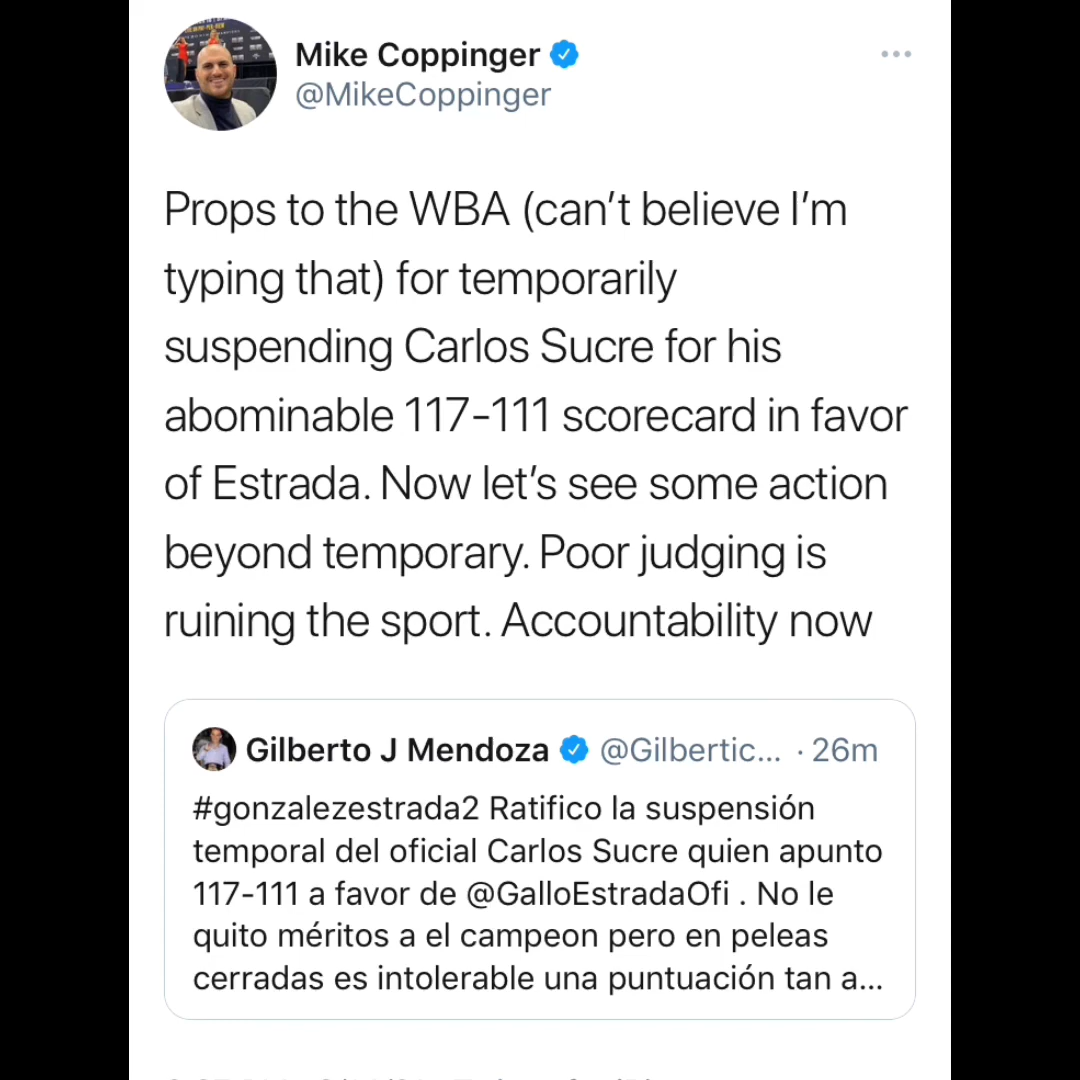 Mike Coppinger
@MikeCoppinger
Props to the WBA (can’t believe I’m
typing that) for temporarily
suspending Carlos Sucre for his
abominable 117-111 scorecard in favor
of Estrada. Now let’s see some action
beyond temporary. Poor judging is
ruining the sport. Accountability now
Gilberto J Mendoza @Gilbertic... · 26m
#gonzalezestrada2 Ratifico la suspensión
temporal del oficial Carlos Sucre quien apunto
117-111 a favor de @GalloEstradaOfi . No le
quito méritos a el campeon pero en peleas
cerradas es intolerable una puntuación tan a...